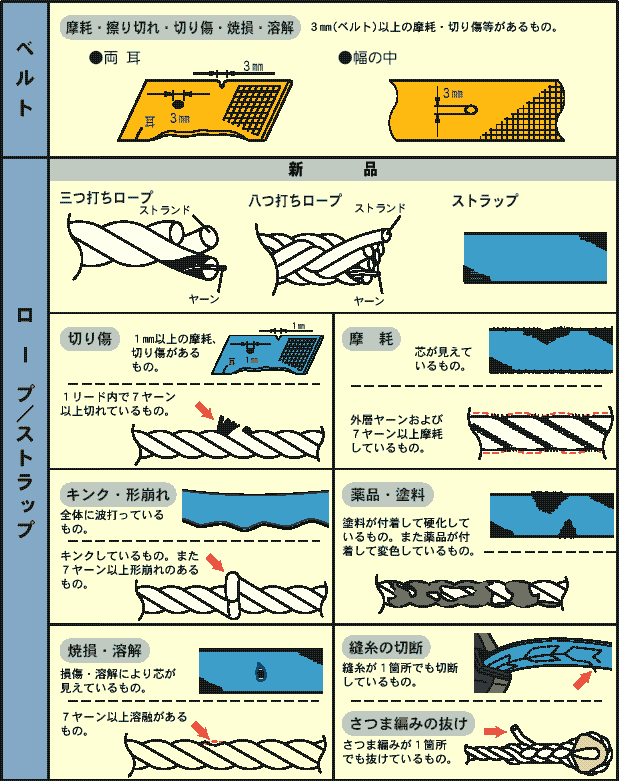 ベルト
摩耗・擦り切れ・切り傷・焼損・溶解
3㎜(ベルト)以上の摩耗・切り傷等があるもの。
●両 耳
3㎜
3㎜
耳
●幅の中
3㎜
ロープ/ストラップ
新 品
三つ打ちロープ
ストランド
ヤーン
八つ打ちロープ
ストランド
ヤーン
ストラップ
切り傷
1㎜以上の摩耗、
切り傷がある
もの。
1㎜
耳
1㎜
1リード内で7ヤーン
以上切れているもの。
摩 耗
芯が見えて
いるもの。
外層ヤーンおよび
7ヤーン以上摩耗
しているもの。
キンク・形崩れ
全体に波打っている
もの。
キンクしているもの。また
7ヤーン以上形崩れのある
もの。
薬品・塗料
塗料が付着して硬化して
いるもの。また薬品が付
着して変色しているもの。
焼損・溶解
損傷・溶解により芯が
見えているもの。
7ヤーン以上溶融がある
もの。
縫糸の切断
縫糸が1箇所でも切断
しているもの。
さつま編みの抜け
さつま編みが1箇所
でも抜けているもの。